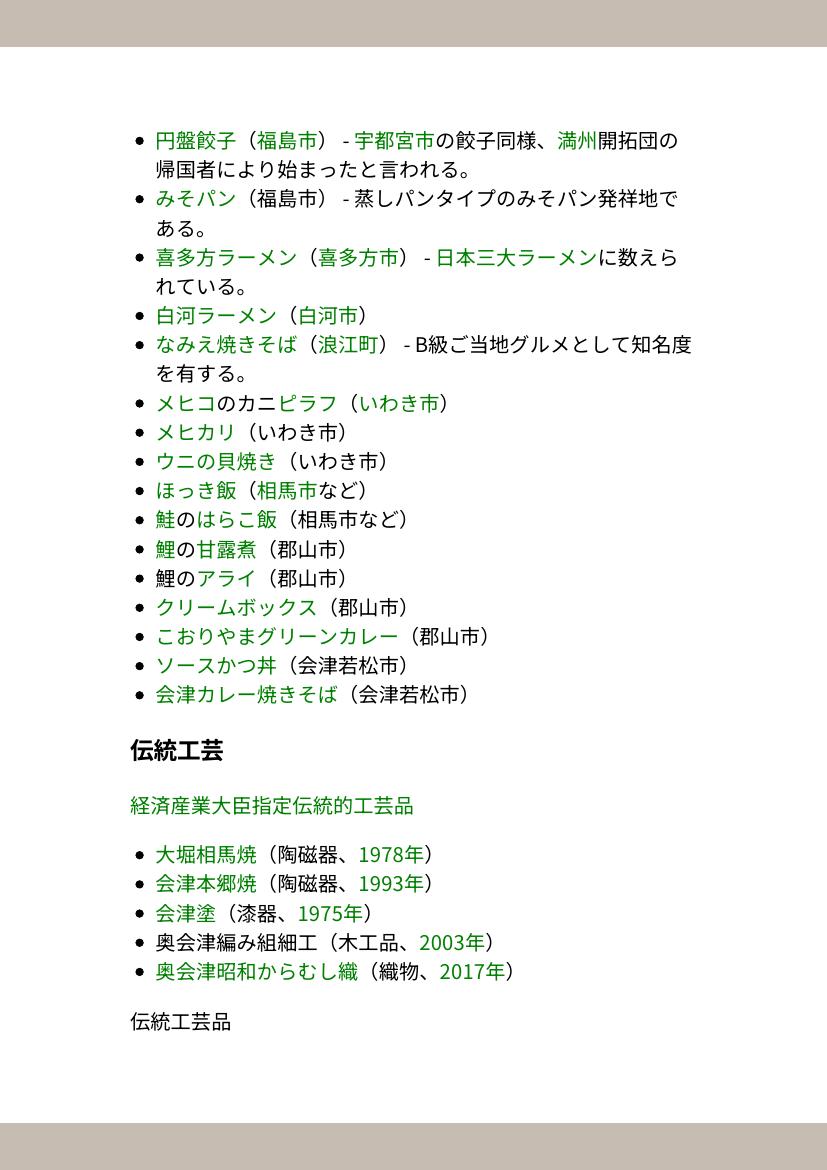 円盤餃子（福島市） - 宇都宮市の餃子同様、満州開拓団の
帰国者により始まったと言われる。
みそパン（福島市） - 蒸しパンタイプのみそパン発祥地で
ある。
喜多方ラーメン（喜多方市） - 日本三大ラーメンに数えら
れている。
白河ラーメン（白河市）
なみえ焼きそば（浪江町） - B級ご当地グルメとして知名度
を有する。
メヒコのカニピラフ（いわき市）
メヒカリ（いわき市）
ウニの貝焼き（いわき市）
ほっき飯（相馬市など）
鮭のはらこ飯（相馬市など）
鯉の甘露煮（郡山市）
鯉のアライ（郡山市）
クリームボックス（郡山市）
こおりやまグリーンカレー（郡山市）
ソースかつ丼（会津若松市）
会津カレー焼きそば（会津若松市）
伝統工芸
経済産業大臣指定伝統的工芸品
大堀相馬焼（陶磁器、1978年）
会津本郷焼（陶磁器、1993年）
会津塗（漆器、1975年）
奥会津編み組細工（木工品、2003年）
奥会津昭和からむし織（織物、2017年）
伝統工芸品